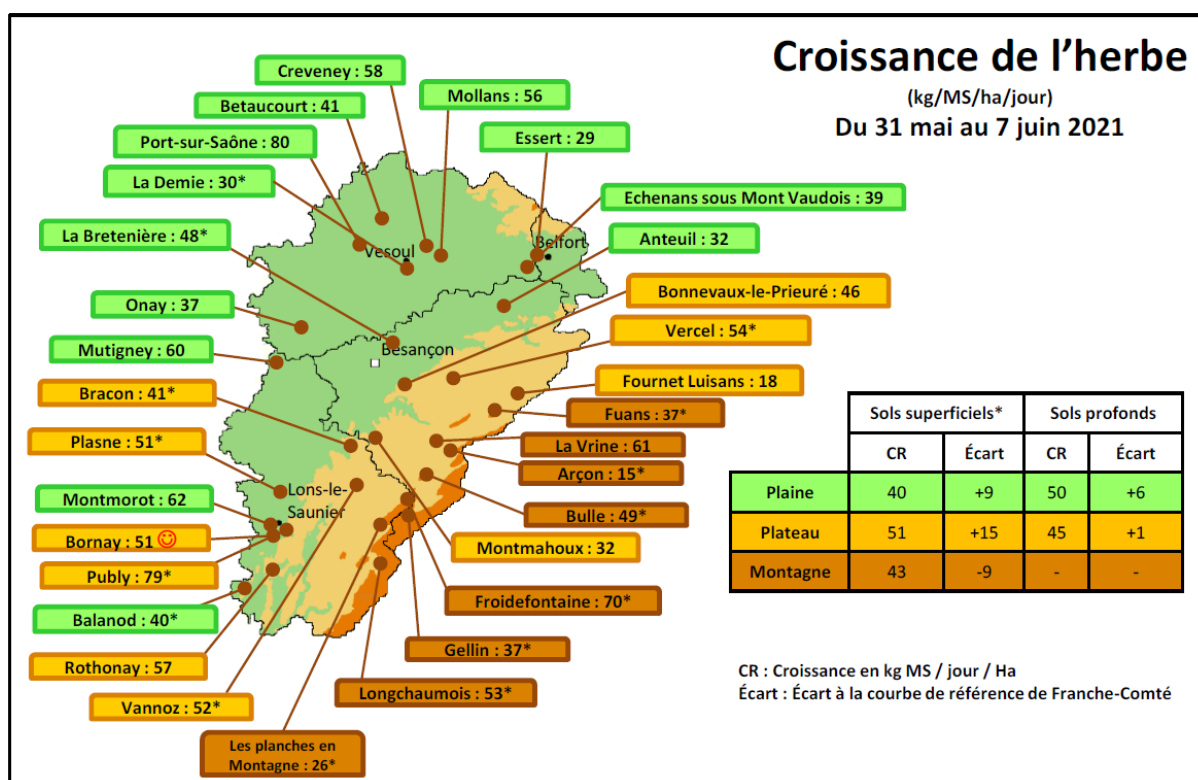 Croissance de l’herbe
(kg/MS/ha/jour)
Du 31 mai au 7 juin 2021
Creveney : 58
Mollans : 56
Betaucourt : 41
Essert : 29
Port-sur-Saône : 80
La Demie : 30*
Echenans sous Mont Vaudois : 39
La Bretenière : 48*
Anteuil : 32
Vesoul
Belfort
Bonnevaux-le-Prieuré : 46
Onay : 37
Vercel : 54*
Mutigney : 60
Besançon
Bracon : 41*
Fournet Luisans : 18
Fuans : 37*
Plasne : 51*
La Vrine : 61
Arçon : 15*
Montmorot : 62
Lons-le-
Saunier
Bulle : 49*
Bornay : 51
Montmahoux : 32
Publy : 79*
Froidefontaine : 70*
Balanod : 40*
Gellin : 37*
Rothonay : 57
Longchaumois : 53*
Vannoz : 52*
Les planches en
Montagne : 26*
Sols superficiels* Sols profonds
CR Écart CR Écart
Plaine 40 +9 50 +6
Plateau 51 +15 45 +1
Montagne 43 -9 - -
CR : Croissance en kg MS / jour / Ha
Écart : Écart à la courbe de référence de Franche-Comté